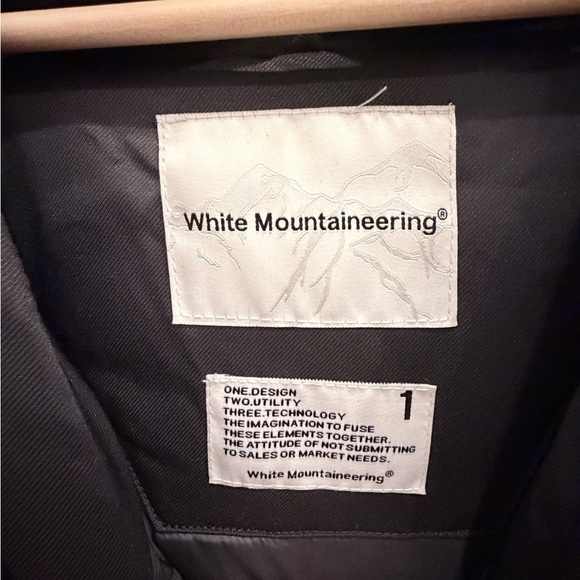 White Mountaineering®
ONE.DESIGN
TWO.UTILITY
THREE.TECHNOLOGY
THE IMAGINATION TO FUSE
THESE ELEMENTS TOGETHER.
THE ATTITUDE OF NOT SUBMITTING
TO SALES OR MARKET NEEDS.
1
White Mountaineering®